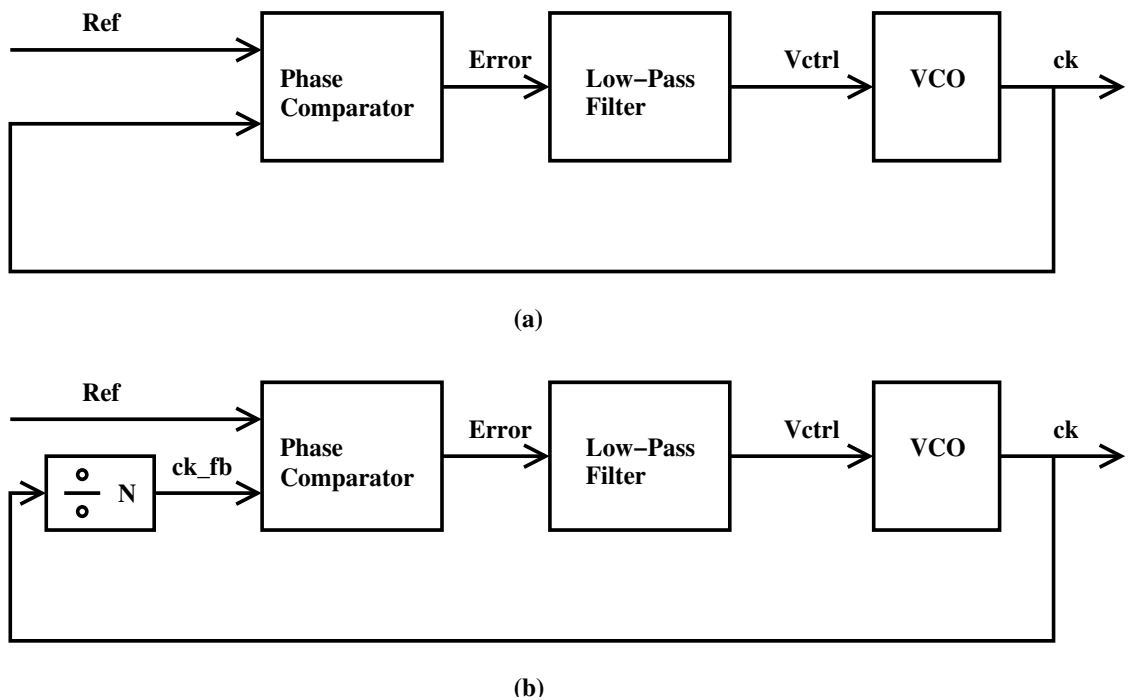 Ref
Phase
Comparator
Error
Low−Pass
Filter
Vctrl
VCO
ck
(a)
Ref
ck_fb
N
Phase
Comparator
Error
Low−Pass
Filter
Vctrl
VCO
ck
(b)